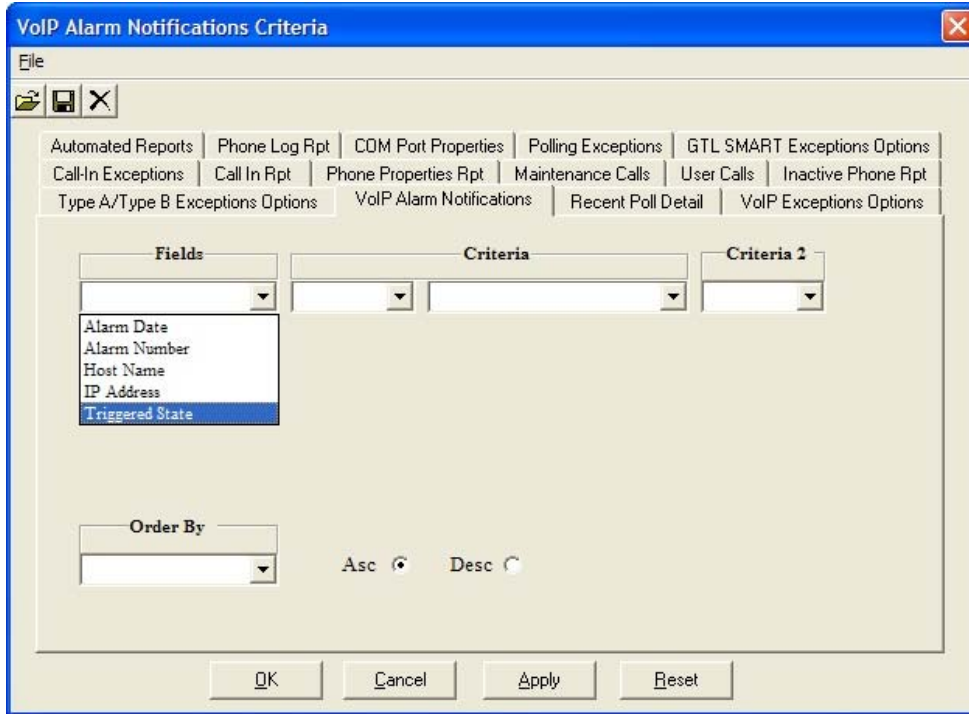 VoIP Alarm Notifications Criteria
File
Automated Reports Phone Log Rpt COM Port Properties Polling Exceptions GTL SMART Exceptions Options
Call-In Exceptions Call In Rpt Phone Properties Rpt Maintenance Calls User Calls Inactive Phone Rpt
Type A/Type B Exceptions Options VoIP Alarm Notifications Recent Poll Detail VoIP Exceptions Options
Fields Criteria Criteria 2
Alarm Date
Alarm Number
Host Name
IP Address
Triggered State
Order By
Asc Desc
OK Cancel Apply Reset